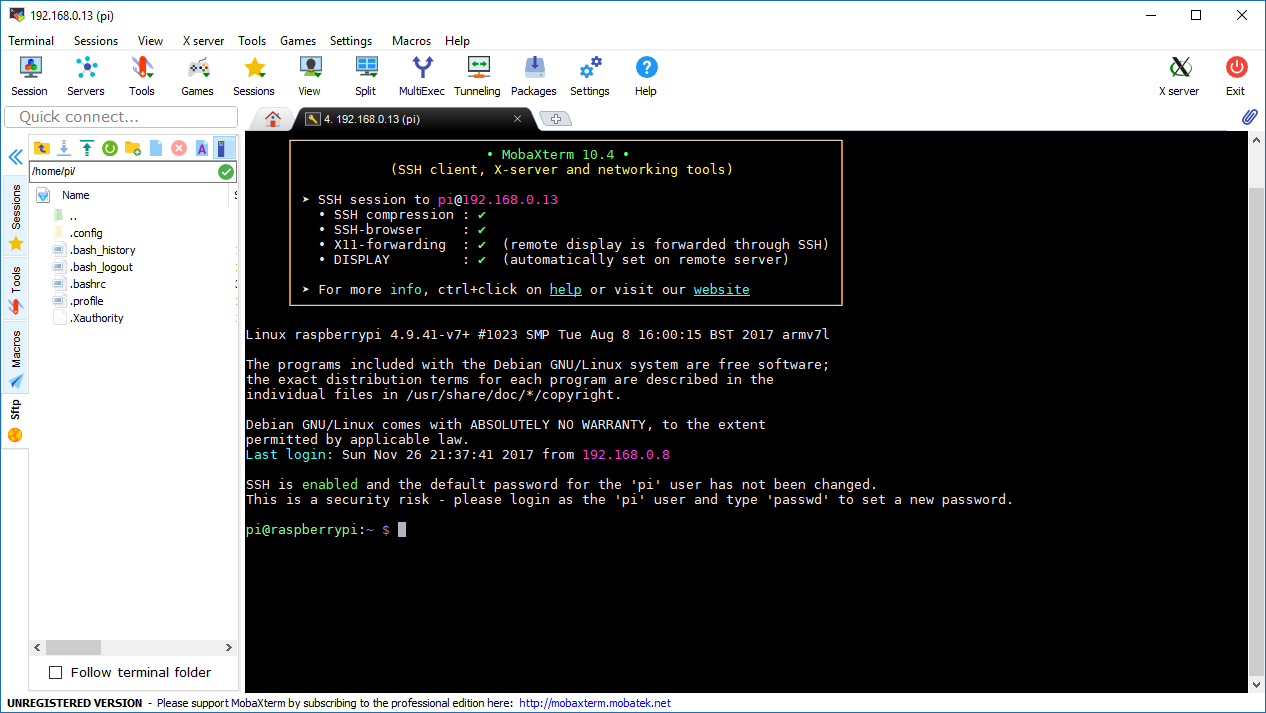 192.168.0.13 (pi)
Terminal Sessions View X server Tools Games Settings Macros Help
Session Servers Tools Games Sessions View Split MultiExec Tunneling Packages Settings Help X server Exit
Quick connect...
4. 192.168.0.13 (pi)
/home/pi/
Name
..
.config
.bash_history
.bash_logout
.bashrc
.profile
.Xauthority
Sessions
Tools
Macros
Sftp
Follow terminal folder
• MobaXterm 10.4 •
(SSH client, X-server and networking tools)
➤ SSH session to pi@192.168.0.13
• SSH compression : ✔
• SSH-browser : ✔
• X11-forwarding : ✔ (remote display is forwarded through SSH)
• DISPLAY : ✔ (automatically set on remote server)
➤ For more info, ctrl+click on help or visit our website
Linux raspberrypi 4.9.41-v7+ #1023 SMP Tue Aug 8 16:00:15 BST 2017 armv7l
The programs included with the Debian GNU/Linux system are free software;
the exact distribution terms for each program are described in the
individual files in /usr/share/doc/*/copyright.
Debian GNU/Linux comes with ABSOLUTELY NO WARRANTY, to the extent
permitted by applicable law.
Last login: Sun Nov 26 21:37:41 2017 from 192.168.0.8
SSH is enabled and the default password for the 'pi' user has not been changed.
This is a security risk - please login as the 'pi' user and type 'passwd' to set a new password.
pi@raspberrypi:~ $
UNREGISTERED VERSION - Please support MobaXterm by subscribing to the professional edition here: http://mobaxterm.mobatek.net